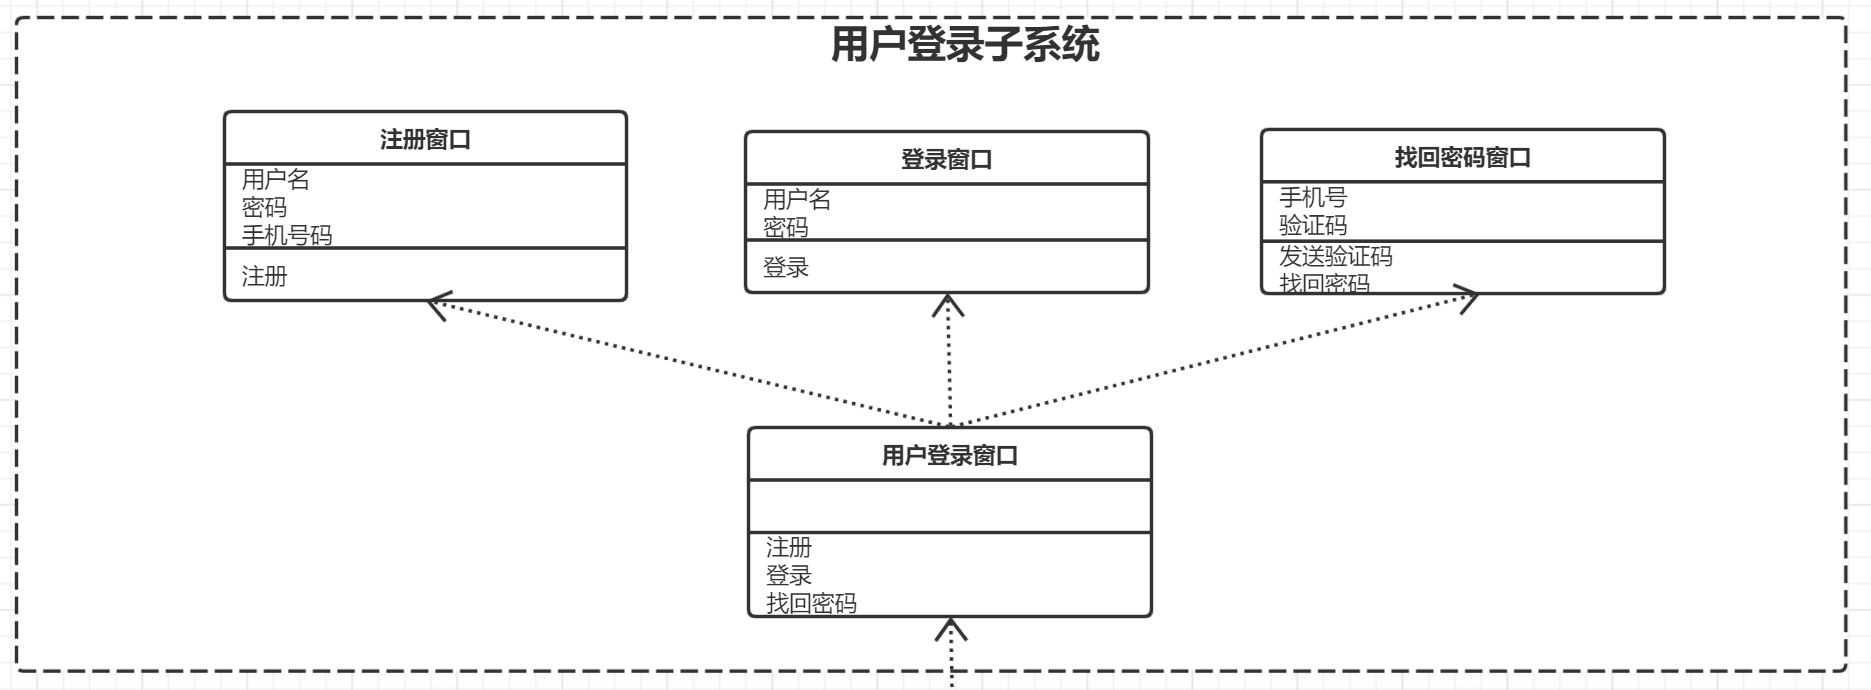 用户登录子系统
注册窗口
用户名
密码
手机号码
注册
登录窗口
用户名
密码
登录
找回密码窗口
手机号
验证码
发送验证码
找回密码
用户登录窗口
注册
登录
找回密码